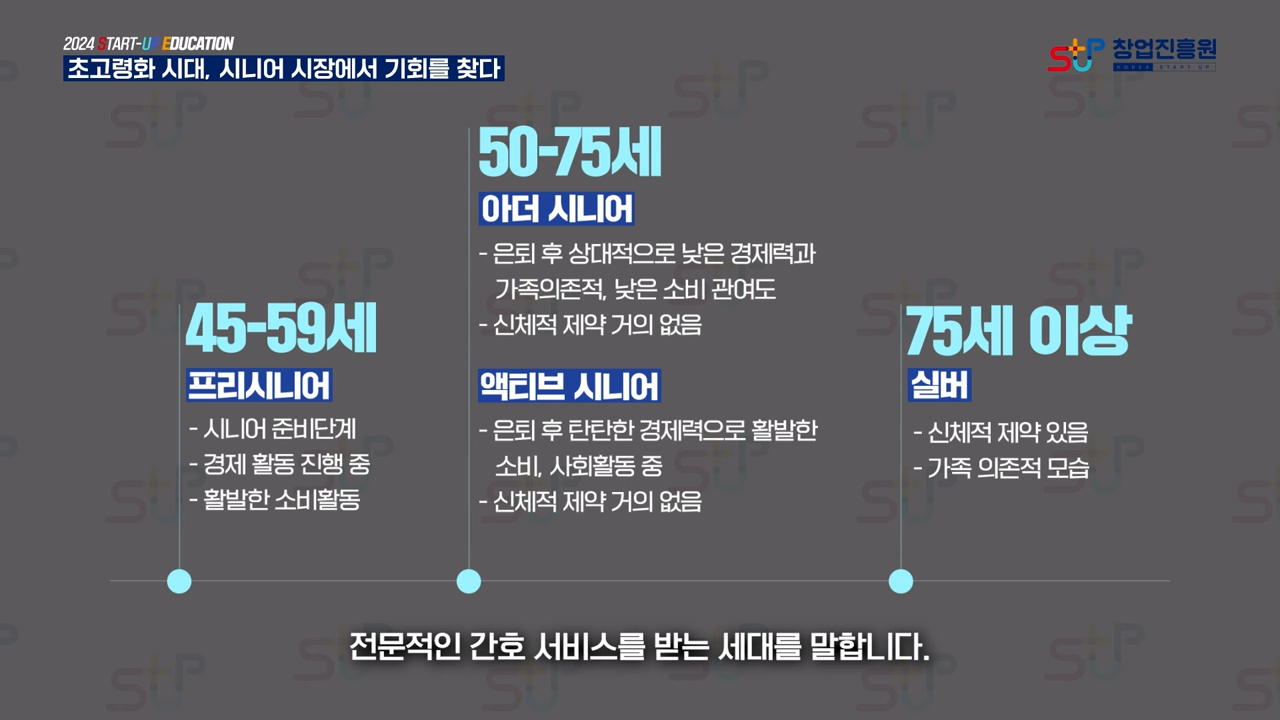 2024 START-UP EDUCATION
초고령화 시대, 시니어 시장에서 기회를 찾다
STUP 창업진흥원
KOREA START UP
45-59세
프리시니어
- 시니어 준비단계
- 경제 활동 진행 중
- 활발한 소비활동
50-75세
아더 시니어
- 은퇴 후 상대적으로 낮은 경제력과
가족의존적, 낮은 소비 관여도
- 신체적 제약 거의 없음
액티브 시니어
- 은퇴 후 탄탄한 경제력으로 활발한
소비, 사회활동 중
- 신체적 제약 거의 없음
75세 이상
실버
- 신체적 제약 있음
- 가족 의존적 모습
전문적인 간호 서비스를 받는 세대를 말합니다.